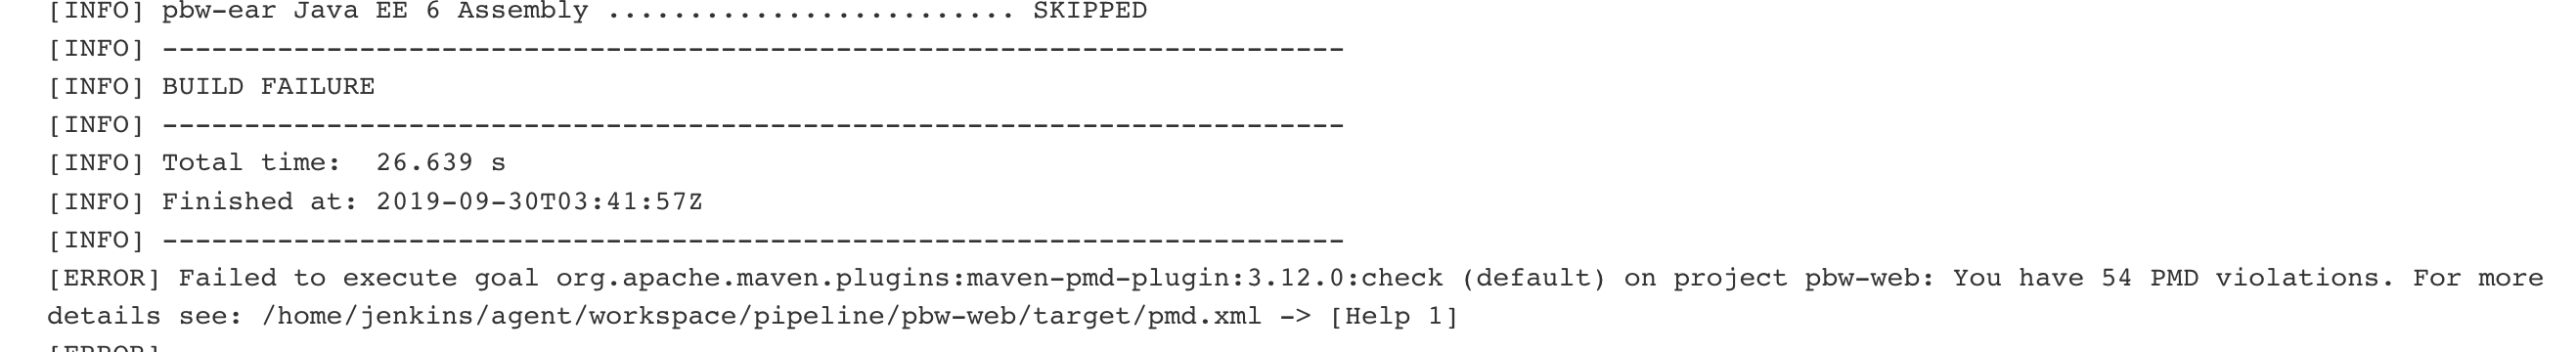 [INFO] pbw-ear Java EE 6 Assembly ......................... SKIPPED
[INFO] ------------------------------------------------------------------------
[INFO] BUILD FAILURE
[INFO] ------------------------------------------------------------------------
[INFO] Total time:  26.639 s
[INFO] Finished at: 2019-09-30T03:41:57Z
[INFO] ------------------------------------------------------------------------
[ERROR] Failed to execute goal org.apache.maven.plugins:maven-pmd-plugin:3.12.0:check (default) on project pbw-web: You have 54 PMD violations. For more
details see: /home/jenkins/agent/workspace/pipeline/pbw-web/target/pmd.xml -> [Help 1]
[ERROR]